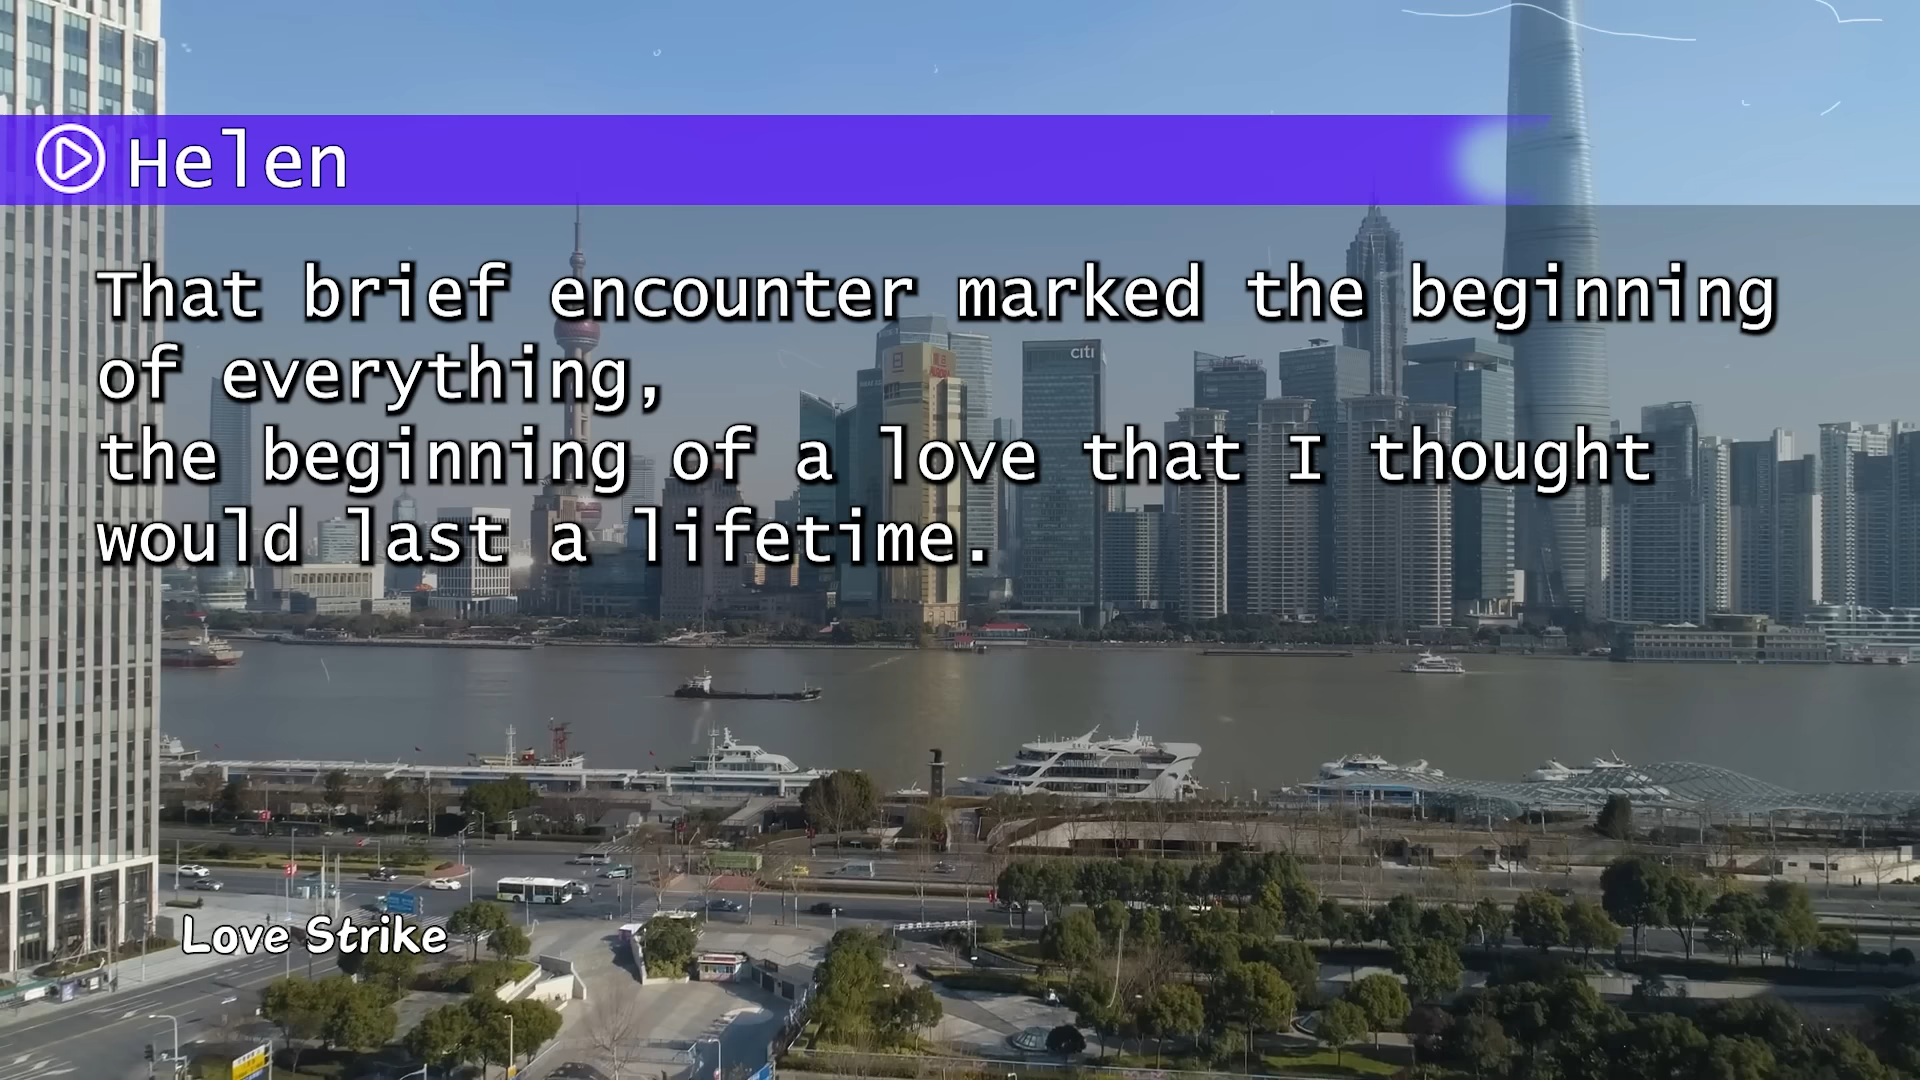 Helen
That brief encounter marked the beginning
of everything,
the beginning of a love that I thought
would last a lifetime.
citi
Love Strike